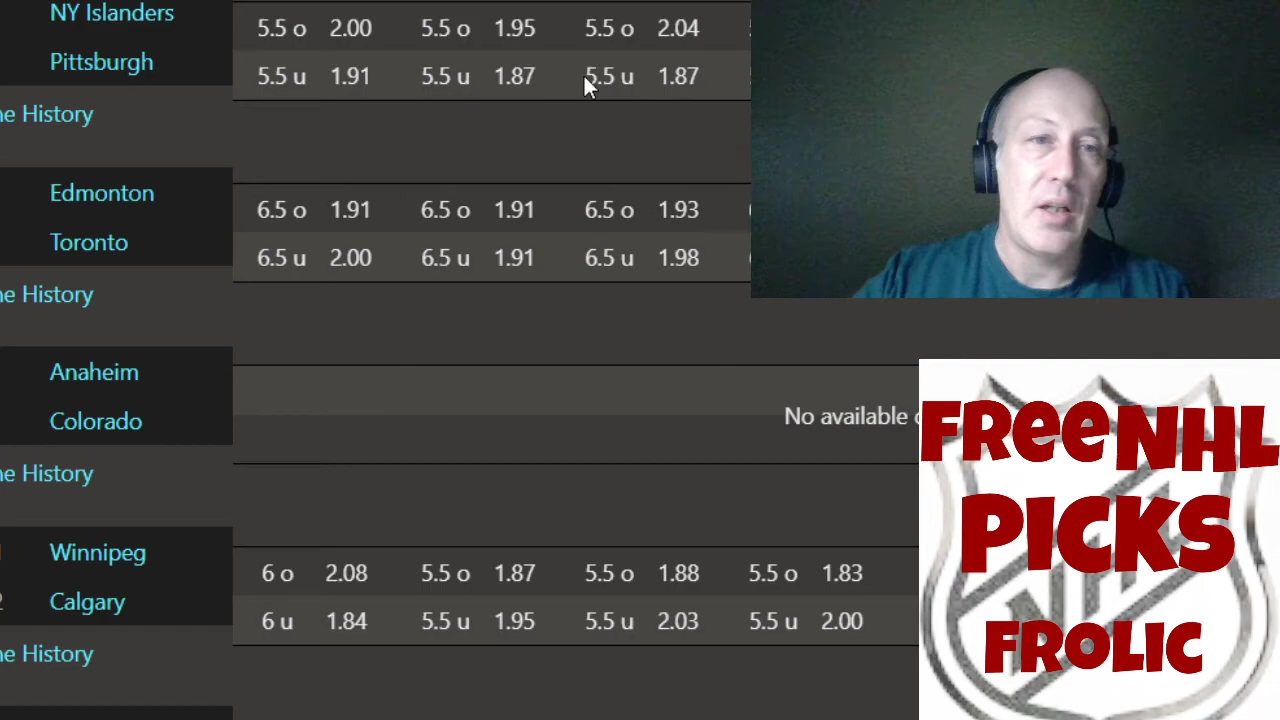 NY Islanders 5.5 o 2.00 5.5 o 1.95 5.5 o 2.04
Pittsburgh 5.5 u 1.91 5.5 u 1.87 5.5 u 1.87
ne History
Edmonton 6.5 o 1.91 6.5 o 1.91 6.5 o 1.93
Toronto 6.5 u 2.00 6.5 u 1.91 6.5 u 1.98
ne History
Anaheim
Colorado
No available
ne History
Winnipeg 6 o 2.08 5.5 o 1.87 5.5 o 1.88 5.5 o 1.83
Calgary 6 u 1.84 5.5 u 1.95 5.5 u 2.03 5.5 u 2.00
ne History
FReeNHL
PICKS
FROLIC
NHL